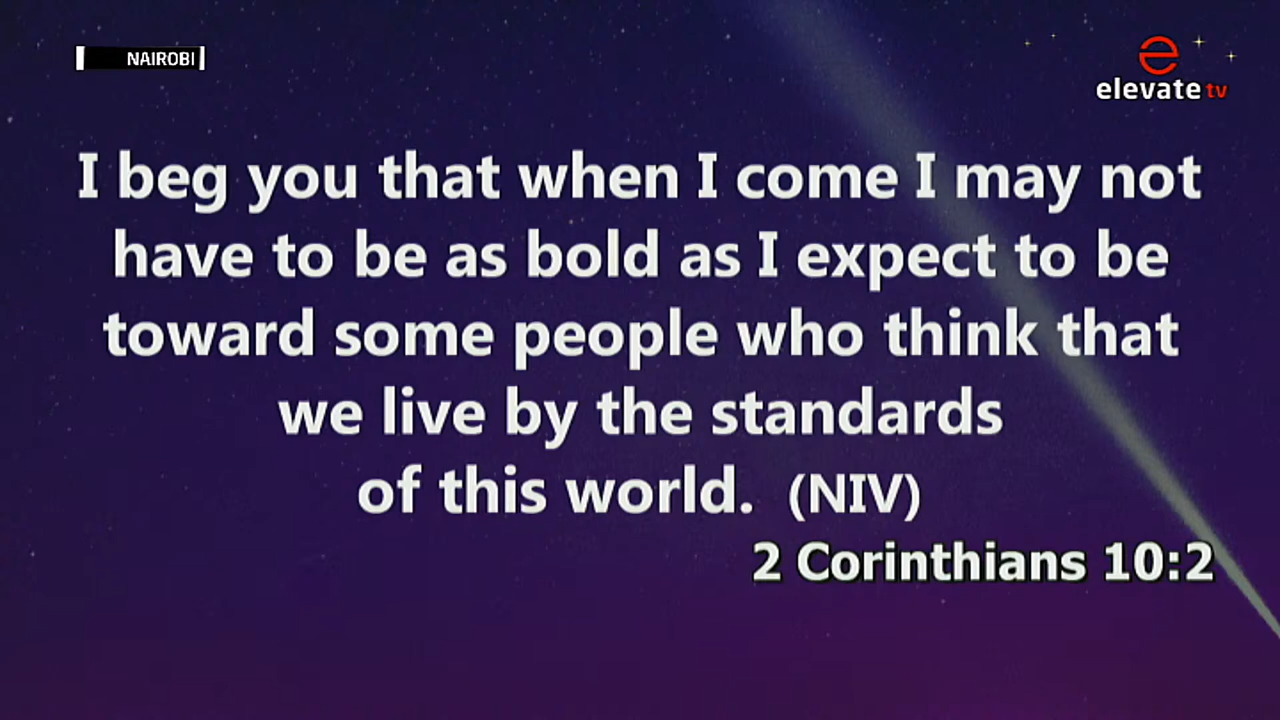 NAIROBI
e
elevate tv
I beg you that when I come I may not
have to be as bold as I expect to be
toward some people who think that
we live by the standards
of this world. (NIV)
2 Corinthians 10:2